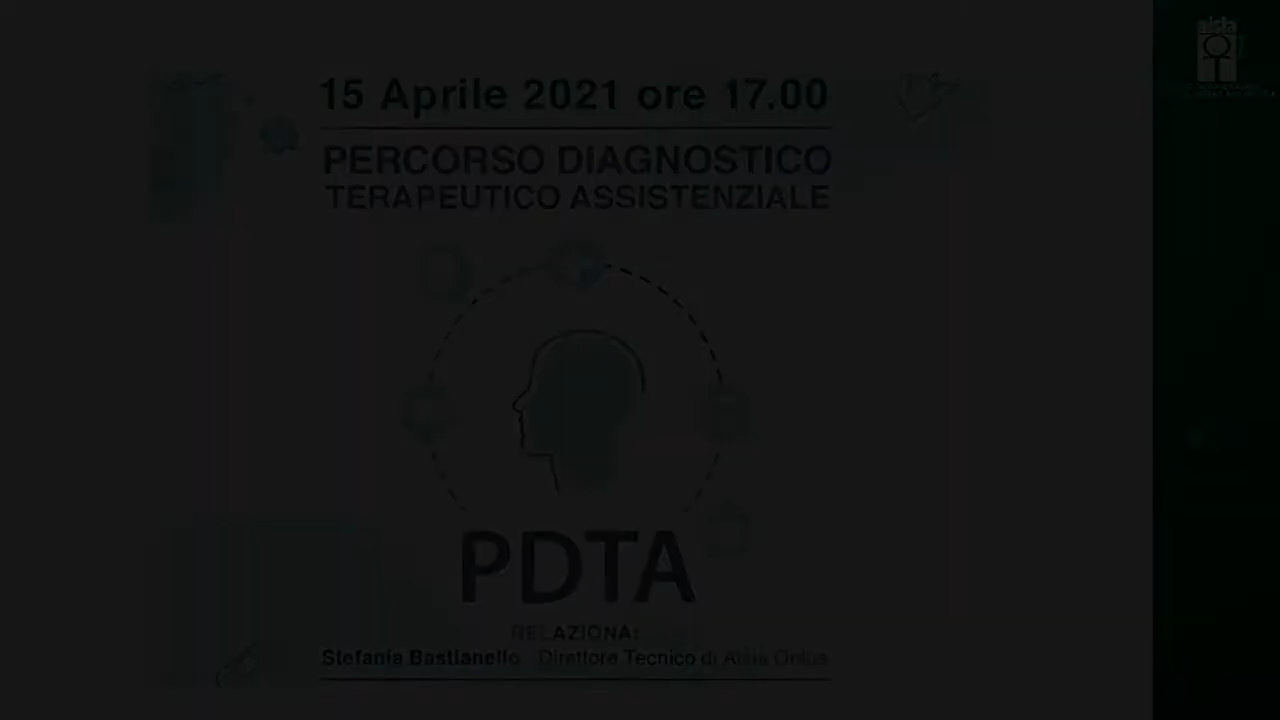 15 Aprile 2021 ore 17.00
PERCORSO DIAGNOSTICO
TERAPEUTICO ASSISTENZIALE
PDTA
RELAZIONA:
Stefania Bastianello - Direttore Tecnico di Aisla Onlus
aisla